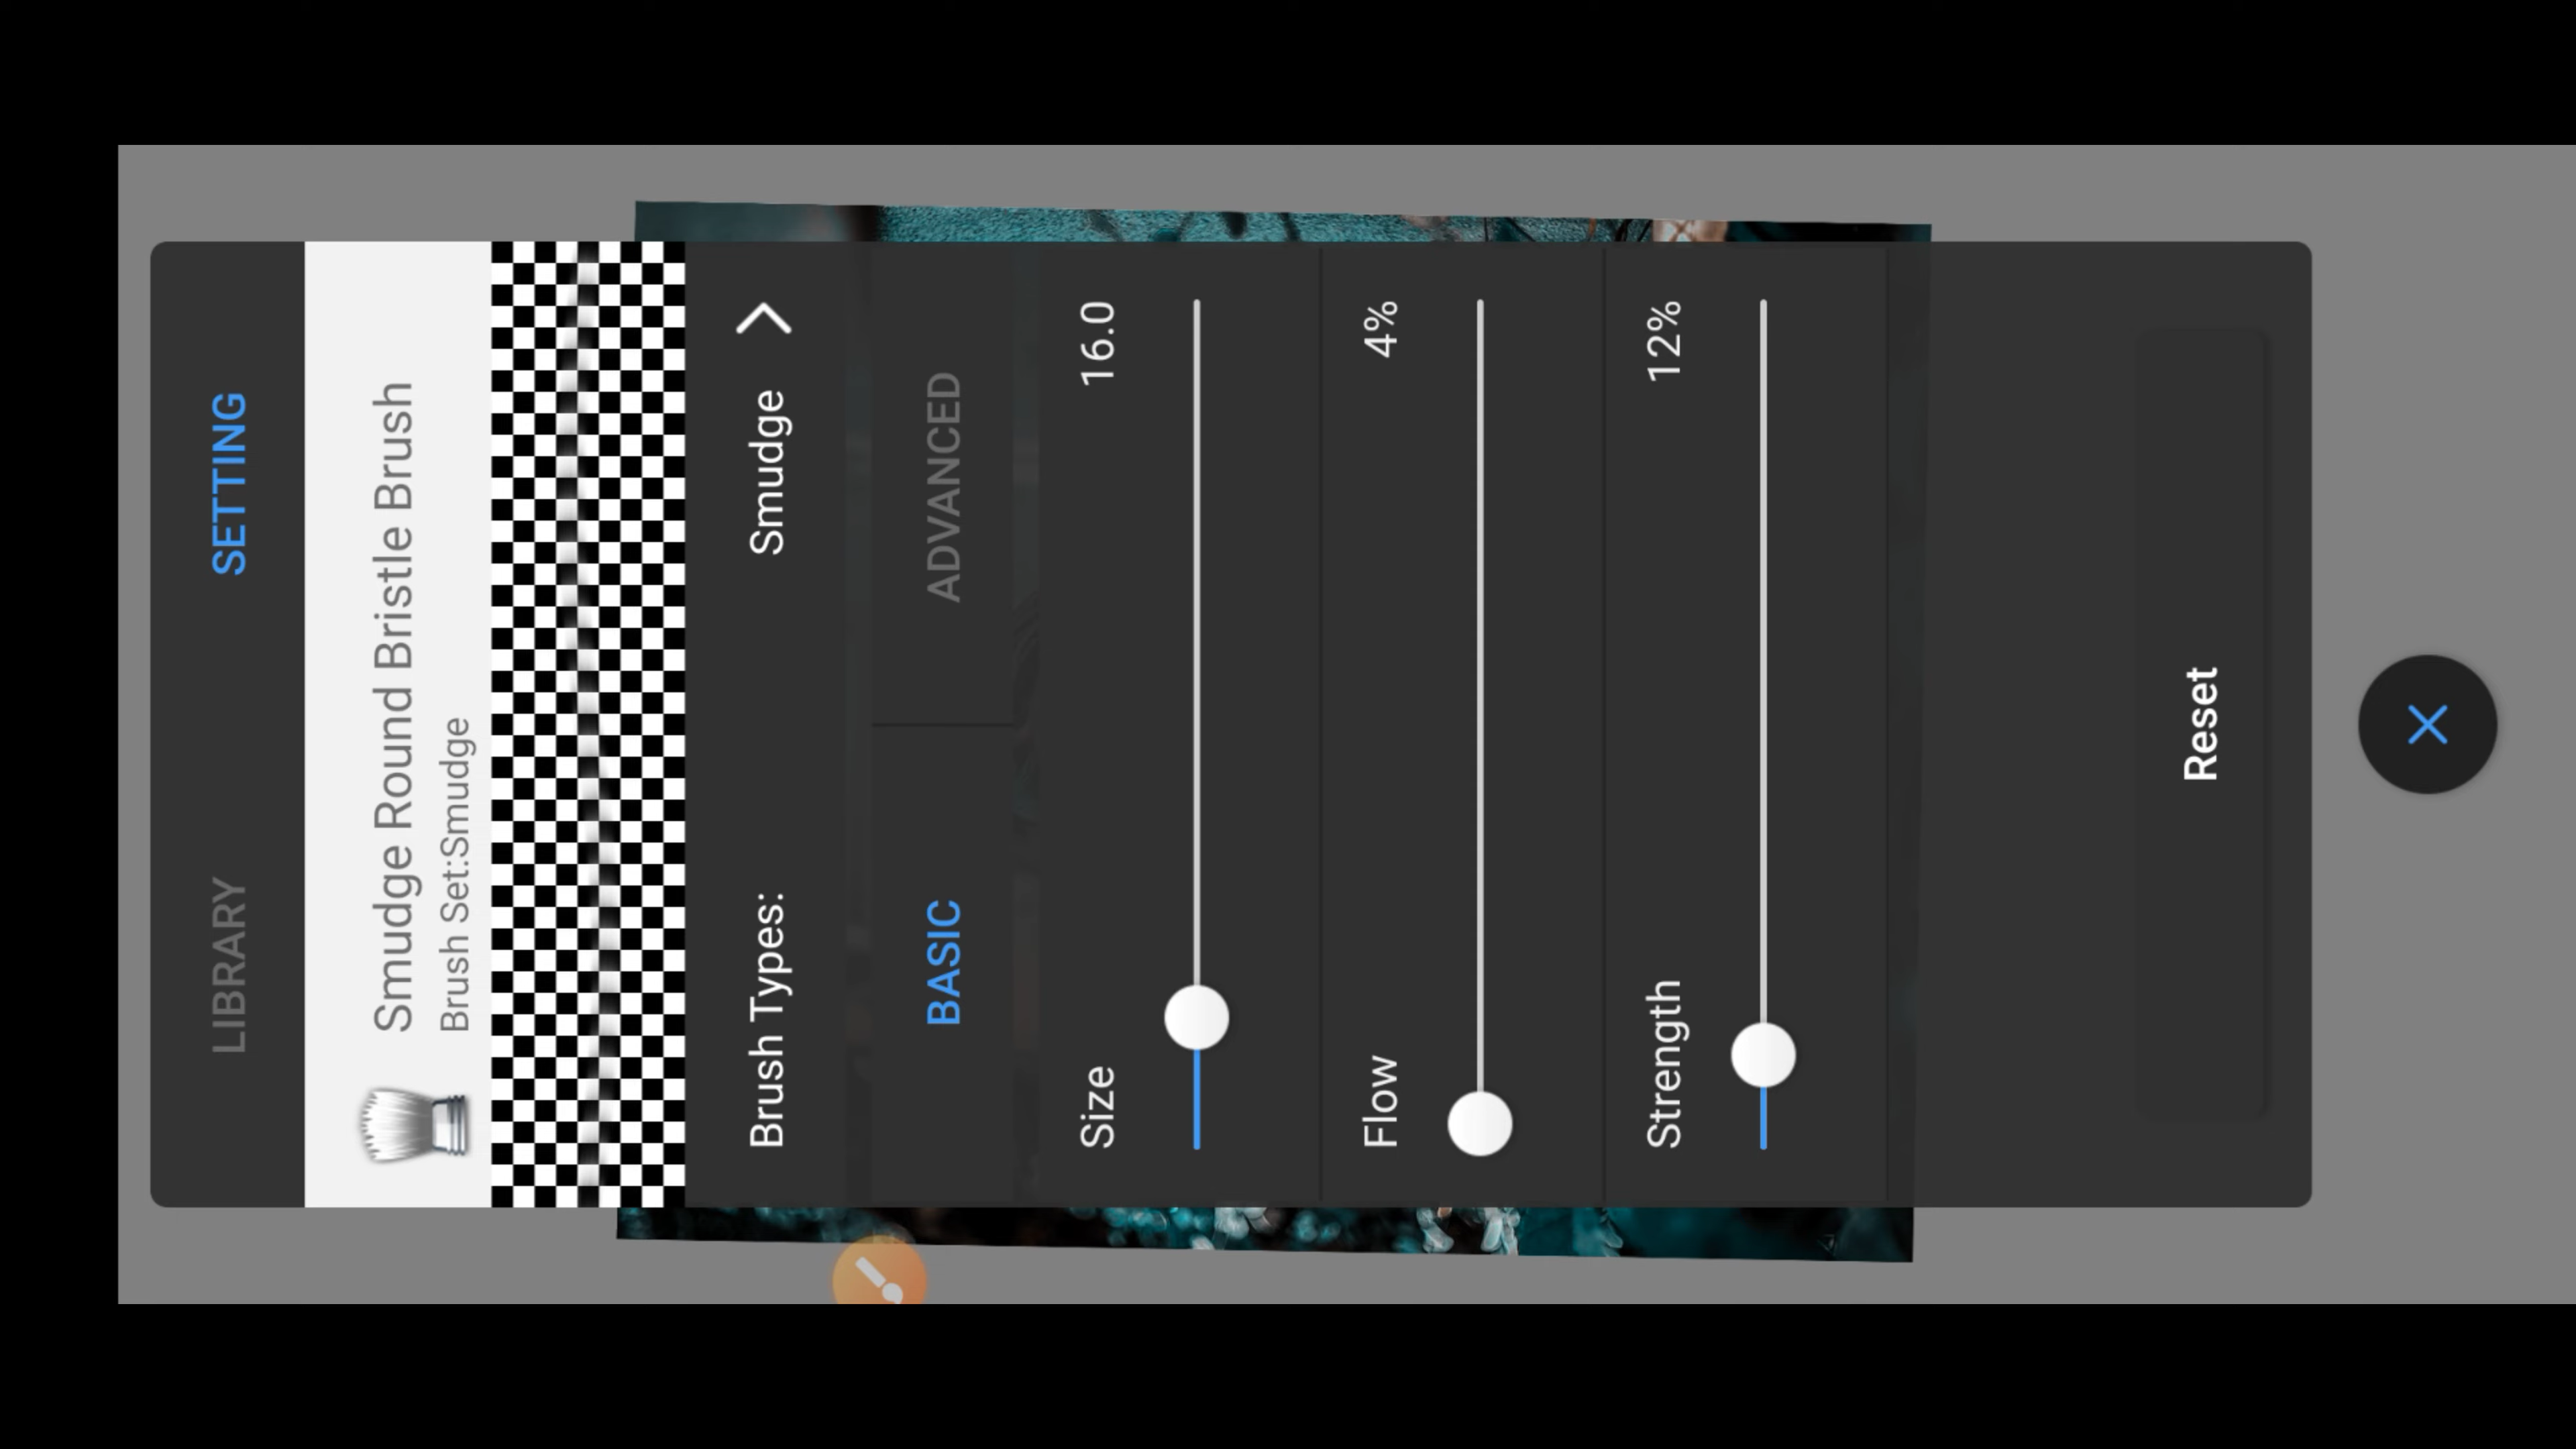 LIBRARY SETTING
Smudge Round Bristle Brush
Brush Set:Smudge
Brush Types: Smudge
BASIC ADVANCED
Size 16.0
Flow 4%
Strength 12%
Reset